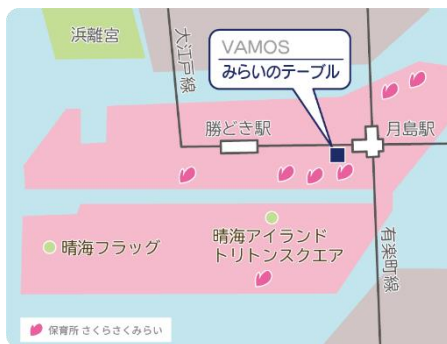 浜離宮
大江戸線
VAMOS
みらいのテーブル
勝どき駅
月島駅
有楽町線
晴海フラッグ
晴海アイランド
トリトンスクエア
保育所 さくらさくみらい